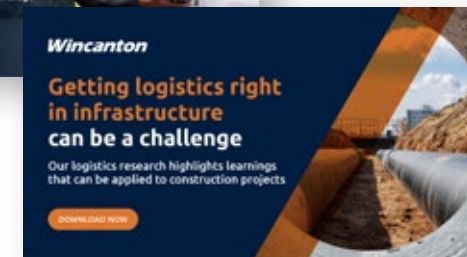 Wincanton
Getting logistics right
in infrastructure
can be a challenge
Our logistics research highlights learnings
that can be applied to construction projects
DOWNLOAD NOW